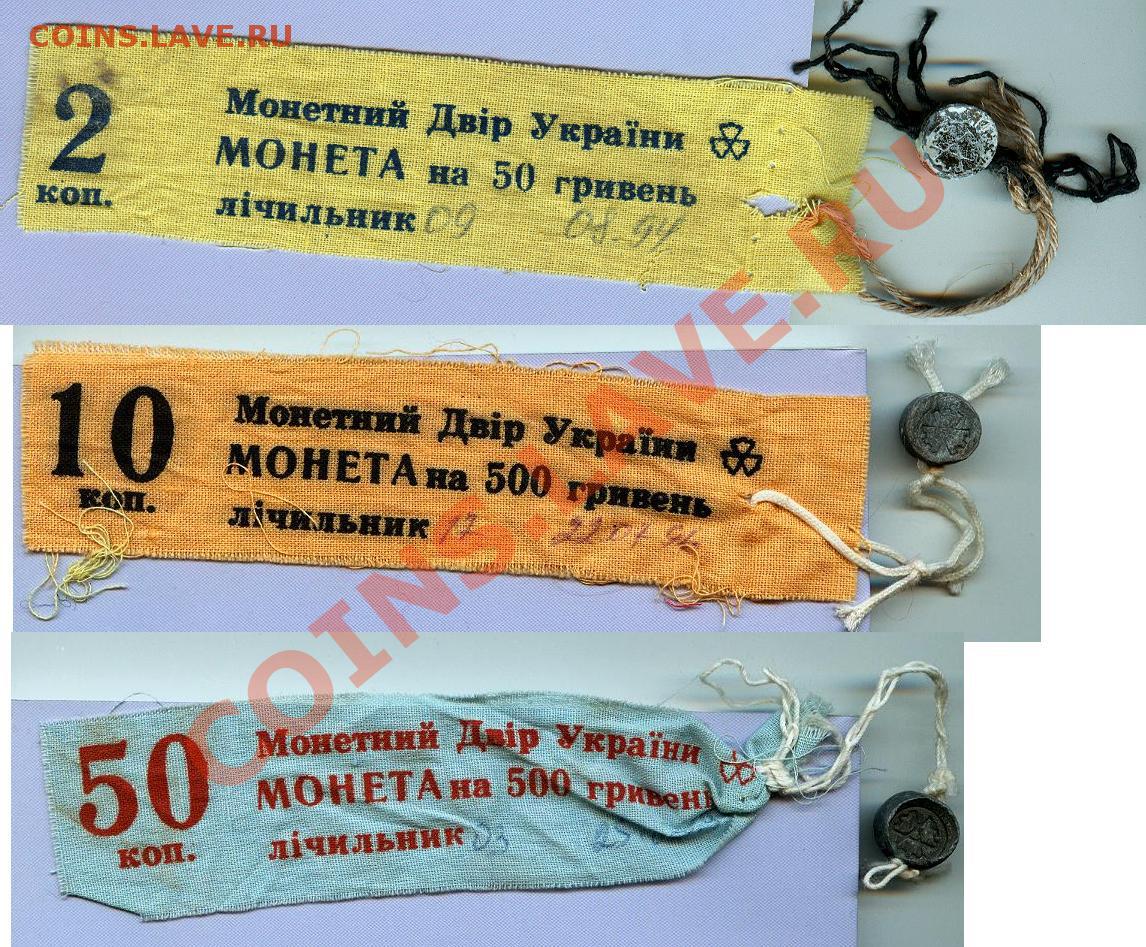 COINS.LAVE.RU
2
коп.
Монетний Двір України
МОНЕТА на 50 гривень
лічильник 09 08-94
10
коп.
Монетний Двір України
МОНЕТА на 500 гривень
лічильник 17
50
коп.
Монетний Двір України
МОНЕТА на 500 гривень
лічильник 03
COINS.LAVE.RU